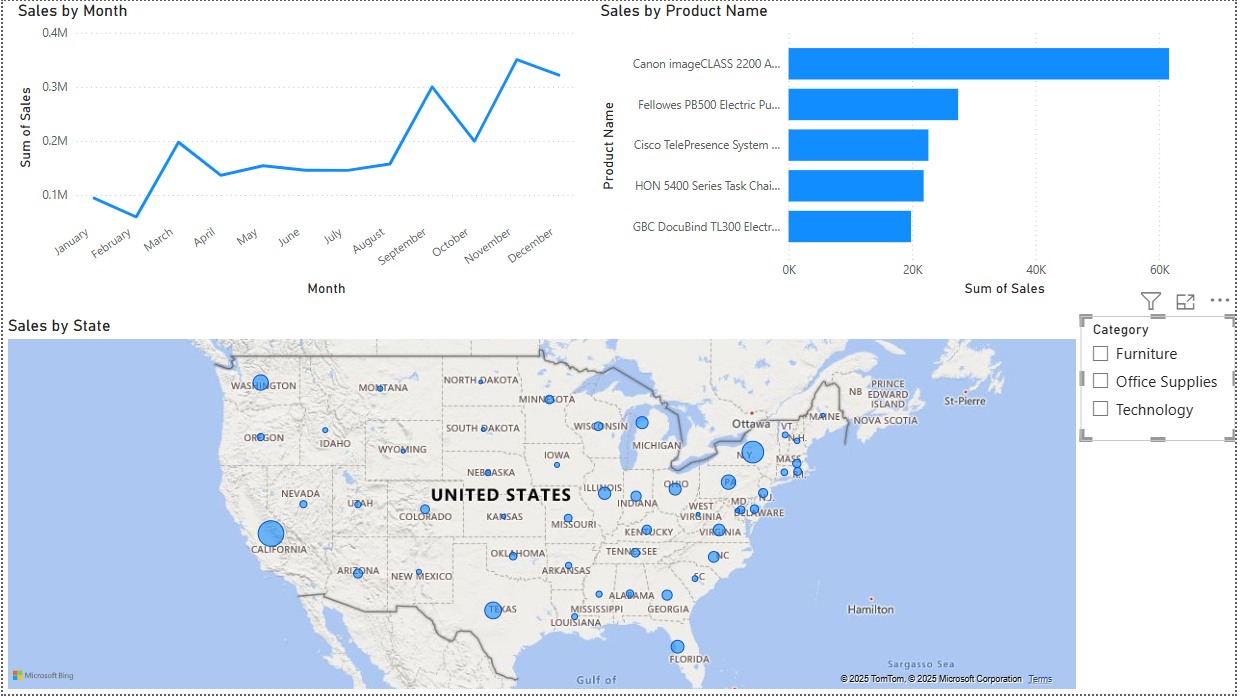 Sales by Month
0.4M
0.3M
0.2M
0.1M
Sum of Sales
January
February
March
April
May
June
July
August
September
October
November
December
Month
Sales by Product Name
Product Name
Canon imageCLASS 2200 A...
Fellowes PB500 Electric Pu...
Cisco TelePresence System ...
HON 5400 Series Task Chai...
GBC DocuBind TL300 Electr...
0K
20K
40K
60K
Sum of Sales
Sales by State
WASHINGTON
MONTANA
NORTH DAKOTA
MINNESOTA
OREGON
IDAHO
SOUTH DAKOTA
WISCONSIN
WYOMING
MICHIGAN
Ottawa
VT.
N.H.
MAINE
NB
PRINCE
EDWARD
ISLAND
NOVA SCOTIA
St-Pierre
IOWA
N.Y.
MASS.
R.I.
NEBRASKA
NEVADA
UTAH
UNITED STATES
ILLINOIS
INDIANA
OHIO
PA
N.J.
COLORADO
KANSAS
MISSOURI
WEST
VIRGINIA
MD.
DELAWARE
KENTUCKY
VIRGINIA
CALIFORNIA
OKLAHOMA
TENNESSEE
NC
ARIZONA
NEW MEXICO
ARKANSAS
SC
TEXAS
MISSISSIPPI
ALABAMA
GEORGIA
LOUISIANA
Hamilton
FLORIDA
Gulf of
Sargasso Sea
Microsoft Bing
© 2025 TomTom, © 2025 Microsoft Corporation Terms
Category
Furniture
Office Supplies
Technology